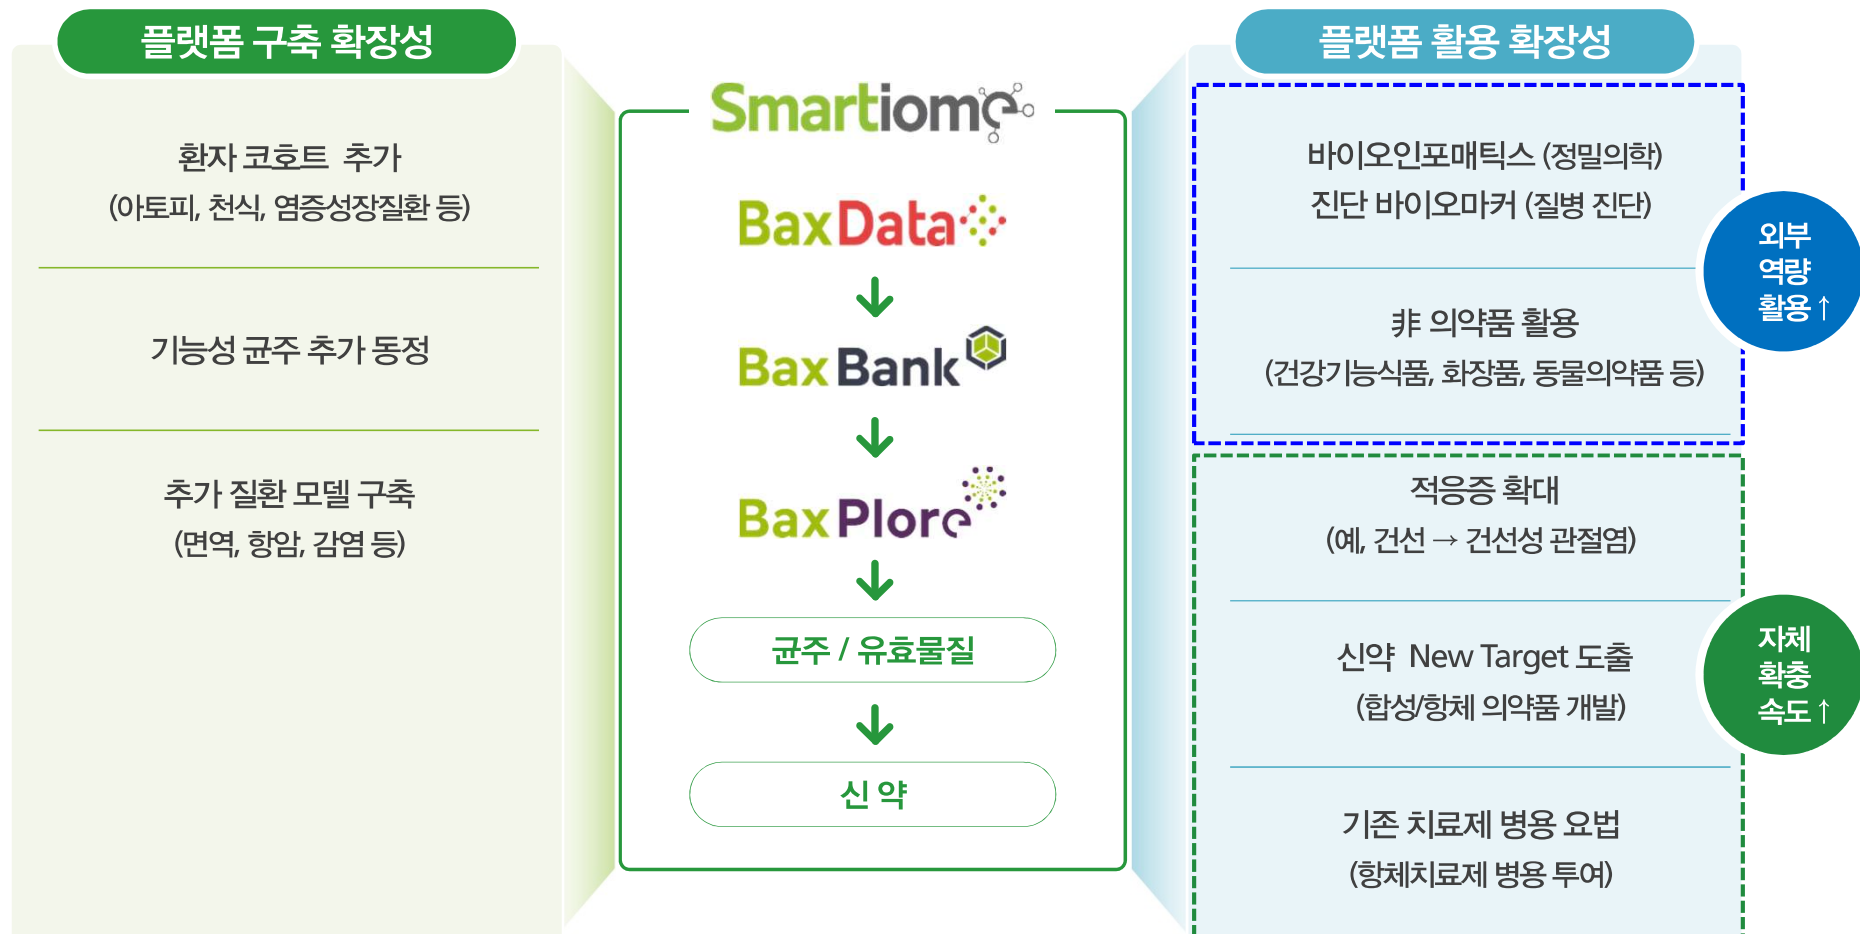 플랫폼 구축 확장성
환자 코호트 추가
(아토피, 천식, 염증성장질환 등)
기능성 균주 추가 동정
추가 질환 모델 구축
(면역, 항암, 감염 등)
Smartiome
BaxData
BaxBank
BaxPlore
균주 / 유효물질
신 약
플랫폼 활용 확장성
바이오인포매틱스 (정밀의학)
진단 바이오마커 (질병 진단)
非 의약품 활용
(건강기능식품, 화장품, 동물의약품 등)
외부
역량
활용 ↑
적응증 확대
(예, 건선 → 건선성 관절염)
신약 New Target 도출
(합성/항체 의약품 개발)
기존 치료제 병용 요법
(항체치료제 병용 투여)
자체
확충
속도 ↑